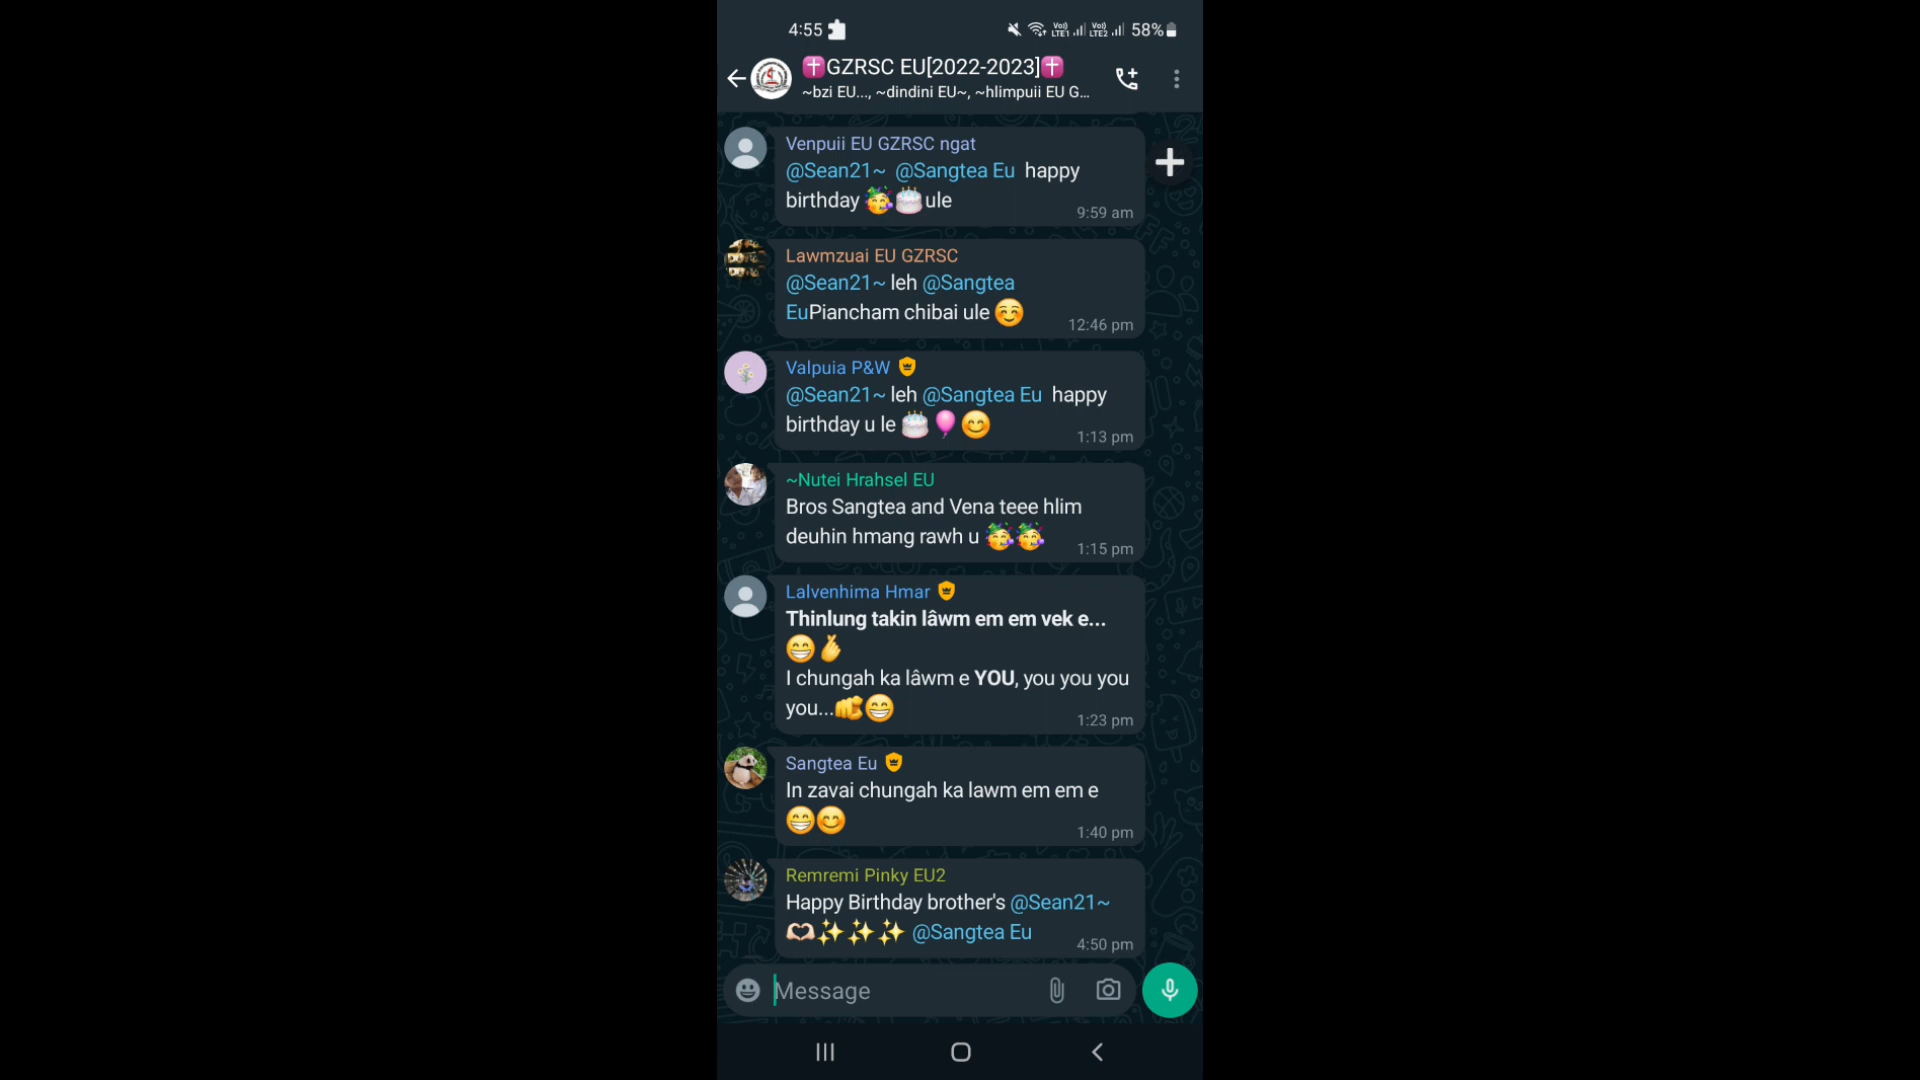 4:55
Vo)) LTE1 Vo)) LTE2 58%
✝️GZRSC EU[2022-2023]✝️
~bzi EU..., ~dindini EU~, ~hlimpuii EU G...
Venpuii EU GZRSC ngat
@Sean21~ @Sangtea Eu happy
birthday 🥳🎂ule
9:59 am
Lawmzuai EU GZRSC
@Sean21~ leh @Sangtea
EuPiancham chibai ule ☺️
12:46 pm
Valpuia P&W
@Sean21~ leh @Sangtea Eu happy
birthday u le 🎂🎈😊
1:13 pm
~Nutei Hrahsel EU
Bros Sangtea and Vena teee hlim
deuhin hmang rawh u 🥳🥳
1:15 pm
Lalvenhima Hmar
Thinlung takin lâwm em em vek e...
😁🫰
I chungah ka lâwm e YOU, you you you
you...🫵😁
1:23 pm
Sangtea Eu
In zavai chungah ka lawm em em e
😁😊
1:40 pm
Remremi Pinky EU2
Happy Birthday brother's @Sean21~
🫶🏻✨✨✨ @Sangtea Eu
4:50 pm
Message